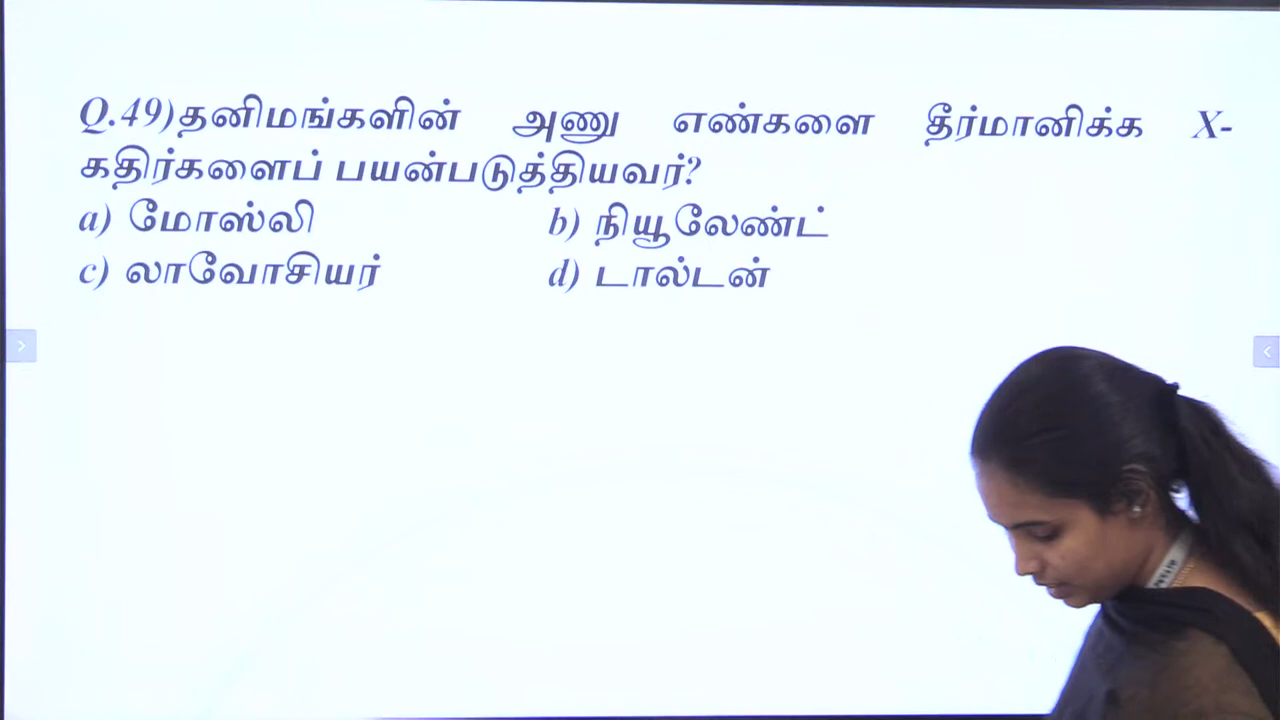 Q.49)தனிமங்களின் அணு எண்களை தீர்மானிக்க X-
கதிர்களைப் பயன்படுத்தியவர்?
a) மோஸ்லி b) நியூலேண்ட்
c) லாவோசியர் d) டால்டன்